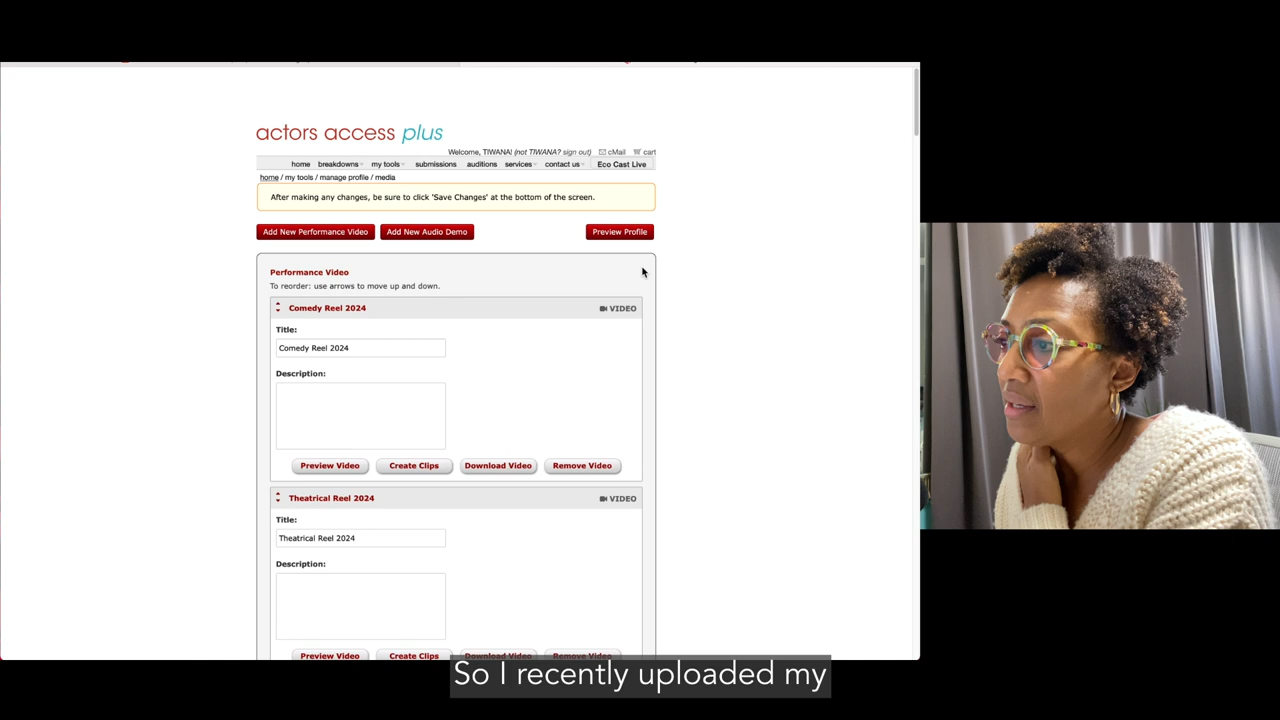 actors access plus
Welcome, TIWANA! (not TIWANA? sign out) cMail cart
home breakdowns my tools submissions auditions services contact us Eco Cast Live
home / my tools / manage profile / media
After making any changes, be sure to click 'Save Changes' at the bottom of the screen.
Add New Performance Video Add New Audio Demo Preview Profile
Performance Video
To reorder: use arrows to move up and down.
Comedy Reel 2024 VIDEO
Title:
Comedy Reel 2024
Description:
Preview Video Create Clips Download Video Remove Video
Theatrical Reel 2024 VIDEO
Title:
Theatrical Reel 2024
Description:
Preview Video Create Clips Download Video Remove Video
So I recently uploaded my